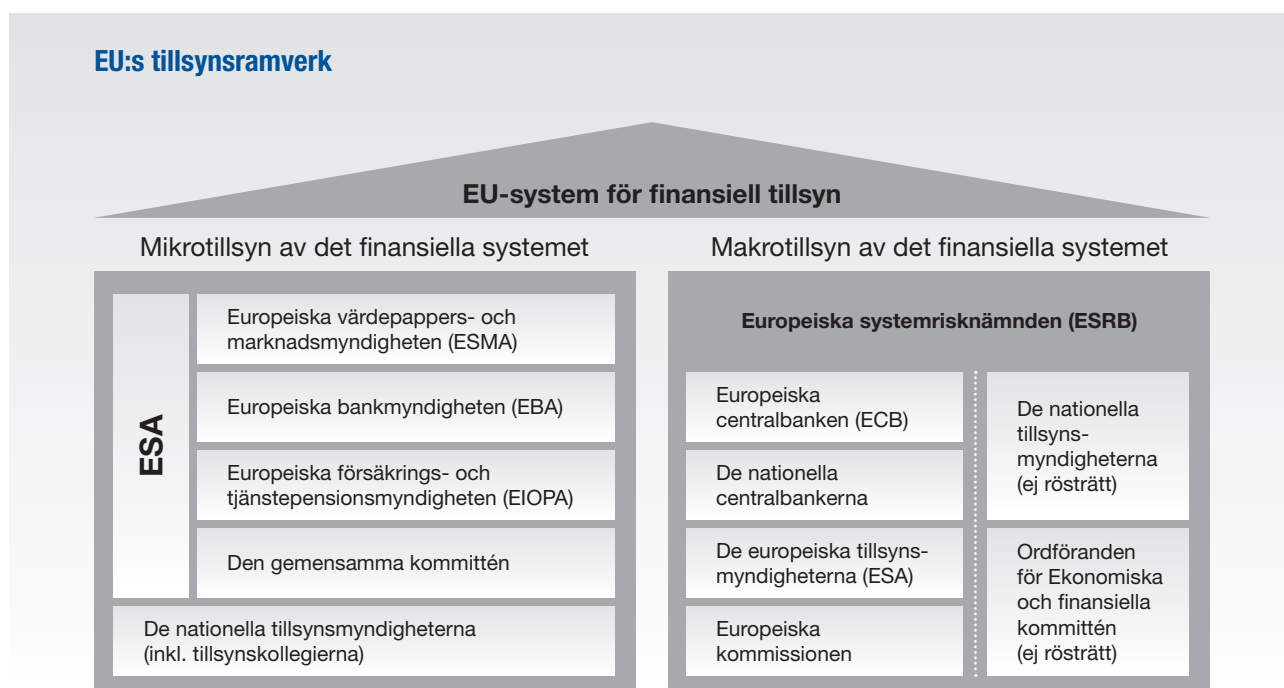 EU:s tillsynsramverk
EU-system för finansiell tillsyn
Mikrotillsyn av det finansiella systemet
ESA
Europeiska värdepappers- och
marknadsmyndigheten (ESMA)
Europeiska bankmyndigheten (EBA)
Europeiska försäkrings- och
tjänstepensionsmyndigheten (EIOPA)
Den gemensamma kommittén
De nationella tillsynsmyndigheterna
(inkl. tillsynskollegierna)
Makrotillsyn av det finansiella systemet
Europeiska systemrisknämnden (ESRB)
Europeiska
centralbanken (ECB)
De nationella
centralbankerna
De europeiska tillsyns-
myndigheterna (ESA)
Europeiska
kommissionen
De nationella
tillsyns-
myndigheterna
(ej rösträtt)
Ordföranden
för Ekonomiska
och finansiella
kommittén
(ej rösträtt)